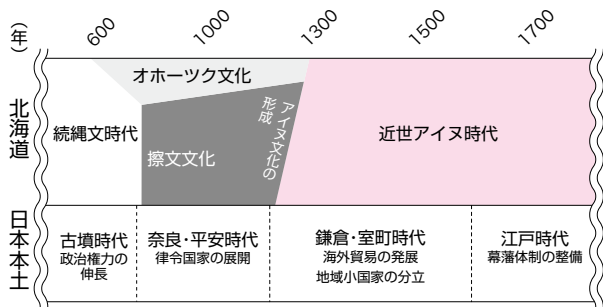 (年)
600
1000
1300
1500
1700
北海道
オホーツク文化
続縄文時代
擦文文化
アイヌ文化の
形成
近世アイヌ時代
日本本土
古墳時代
政治権力の
伸長
奈良・平安時代
律令国家の展開
鎌倉・室町時代
海外貿易の発展
地域小国家の分立
江戸時代
幕藩体制の整備